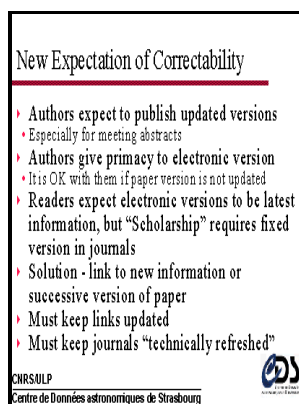 New Expectation of Correctability
Authors expect to publish updated versions
Especially for meeting abstracts
Authors give primacy to electronic version
It is OK with them if paper version is not updated
Readers expect electronic versions to be latest
information, but “Scholarship” requires fixed
version in journals
Solution - link to new information or
successive version of paper
Must keep links updated
Must keep journals “technically refreshed”
CDS
CNRS/ULP
Centre de Données astronomiques de Strasbourg